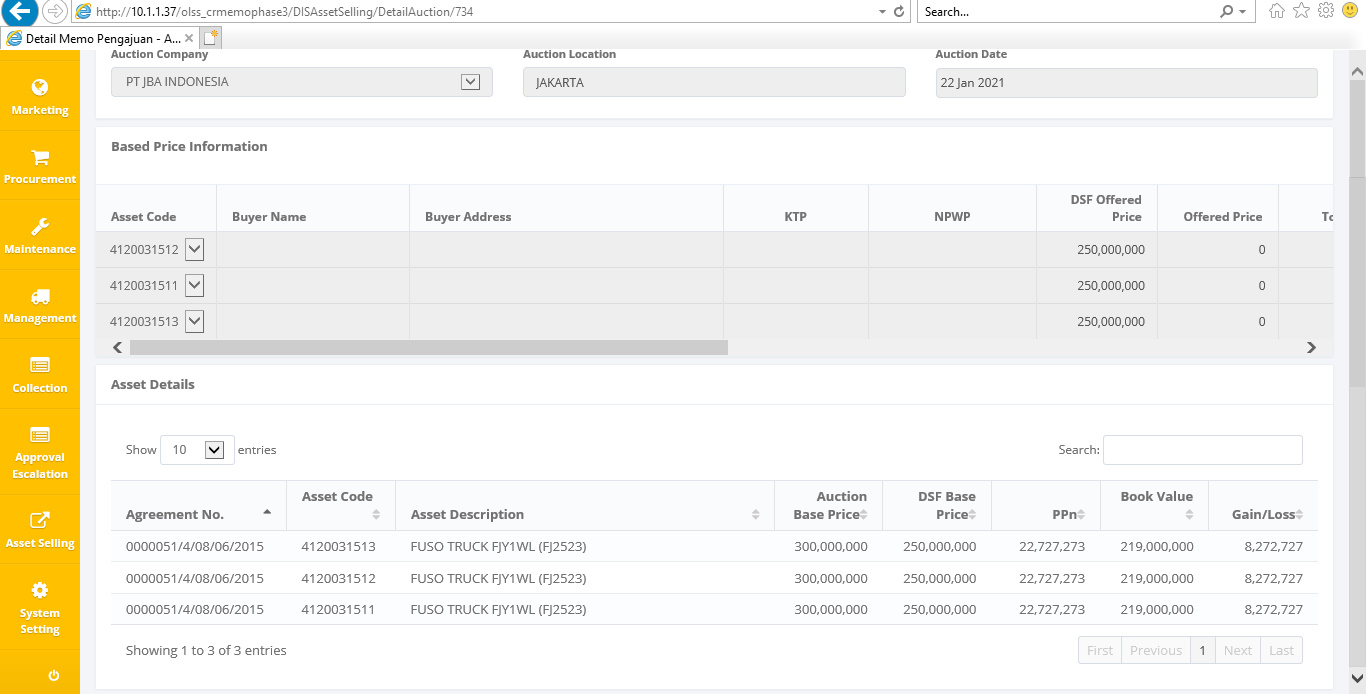 http://10.1.1.37/olss_crmemophase3/DISAssetSelling/DetailAuction/734
Search...
Detail Memo Pengajuan - A...
Marketing
Procurement
Maintenance
Management
Collection
Approval
Escalation
Asset Selling
System
Setting
Auction Company Auction Location Auction Date
PT JBA INDONESIA JAKARTA 22 Jan 2021
Based Price Information
Asset Code Buyer Name Buyer Address KTP NPWP DSF Offered Price Offered Price
4120031512 250,000,000 0
4120031511 250,000,000 0
4120031513 250,000,000 0
Asset Details
Show 10 entries Search:
Agreement No. Asset Code Asset Description Auction Base Price DSF Base Price PPn Book Value Gain/Loss
0000051/4/08/06/2015 4120031513 FUSO TRUCK FJY1WL (FJ2523) 300,000,000 250,000,000 22,727,273 219,000,000 8,272,727
0000051/4/08/06/2015 4120031512 FUSO TRUCK FJY1WL (FJ2523) 300,000,000 250,000,000 22,727,273 219,000,000 8,272,727
0000051/4/08/06/2015 4120031511 FUSO TRUCK FJY1WL (FJ2523) 300,000,000 250,000,000 22,727,273 219,000,000 8,272,727
Showing 1 to 3 of 3 entries First Previous 1 Next Last